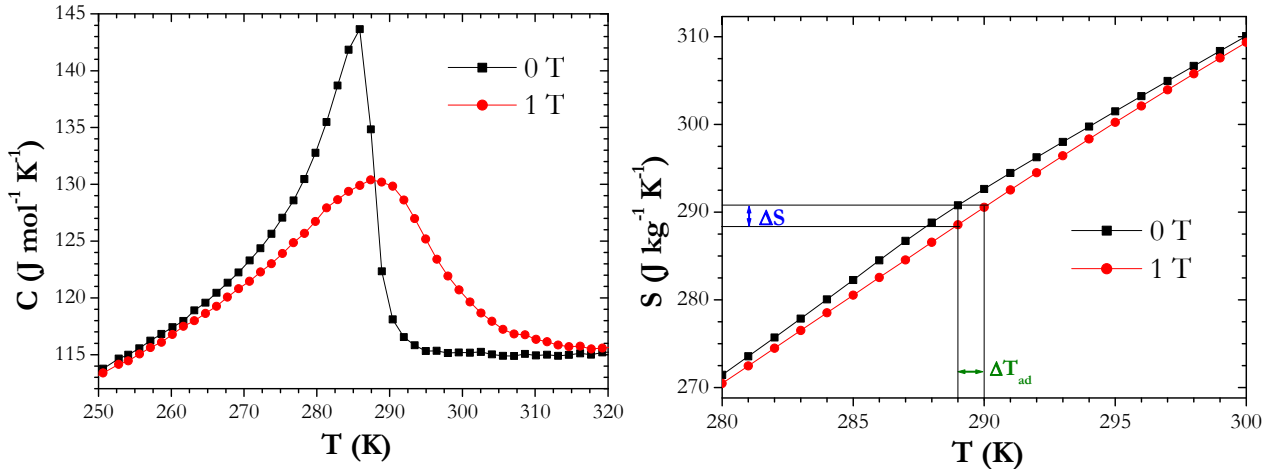 145
140
135
130
125
120
115
C (J mol⁻¹ K⁻¹)
250 260 270 280 290 300 310 320
T (K)
0 T
1 T
310
300
290
280
270
S (J kg⁻¹ K⁻¹)
ΔS
0 T
1 T
ΔT_ad
280 285 290 295 300
T (K)